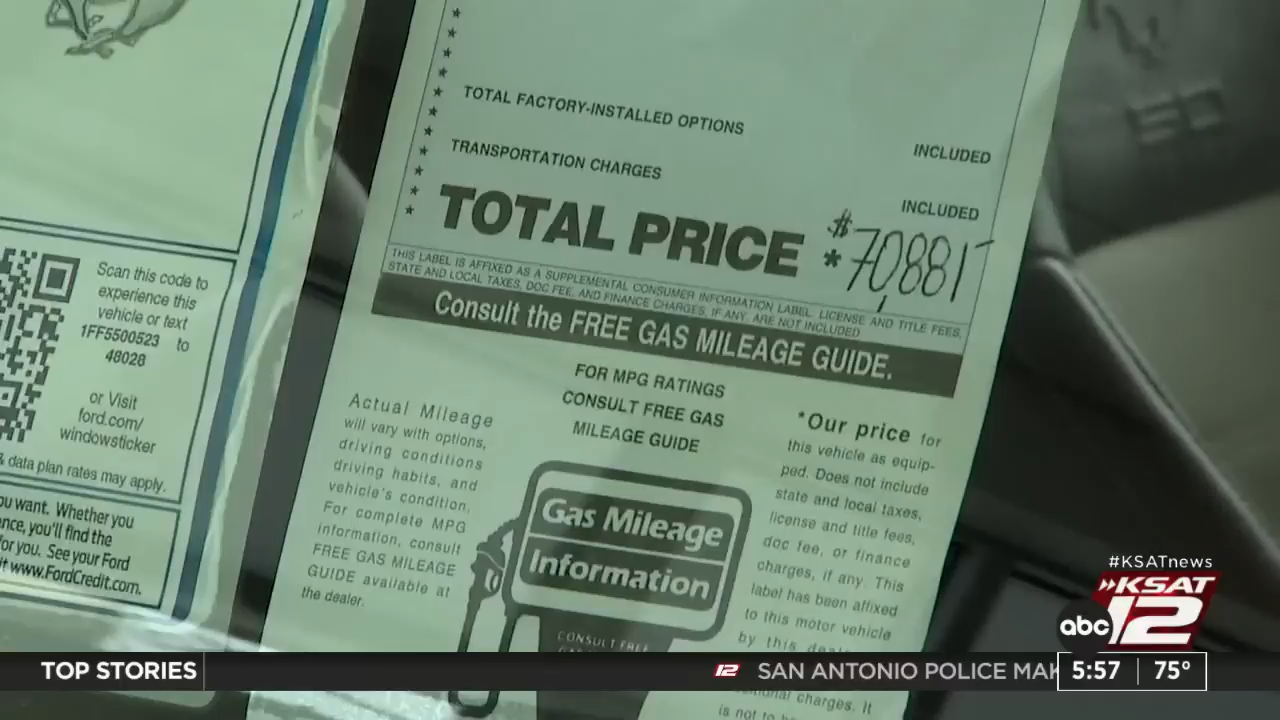 TOTAL FACTORY-INSTALLED OPTIONS
INCLUDED
TRANSPORTATION CHARGES
INCLUDED
TOTAL PRICE * $70,881
THIS LABEL IS AFFIXED AS A SUPPLEMENTAL CONSUMER INFORMATION LABEL. LICENSE AND TITLE FEES,
STATE AND LOCAL TAXES, DOC FEE, AND FINANCE CHARGES, IF ANY, ARE NOT INCLUDED
Consult the FREE GAS MILEAGE GUIDE.
FOR MPG RATINGS
CONSULT FREE GAS
MILEAGE GUIDE
Actual Mileage
will vary with options,
driving conditions
driving habits, and
vehicle's condition.
For complete MPG
information, consult
FREE GAS MILEAGE
GUIDE available at
the dealer.
Gas Mileage
Information
CONSULT FREE
*Our price for
this vehicle as equip-
ped. Does not include
state and local taxes,
license and title fees,
doc fee, or finance
charges, if any. This
label has been affixed
to this motor vehicle
by this
charges. It
is not to
Scan this code to
experience this
vehicle or text
1FF5500523 to
48028
or Visit
ford.com/
windowsticker
& data plan rates may apply.
you want. Whether you
you'll find the
for you. See your Ford
www.FordCredit.com.
#KSATnews
KSAT
abc 12
TOP STORIES
12 SAN ANTONIO POLICE
5:57 75°